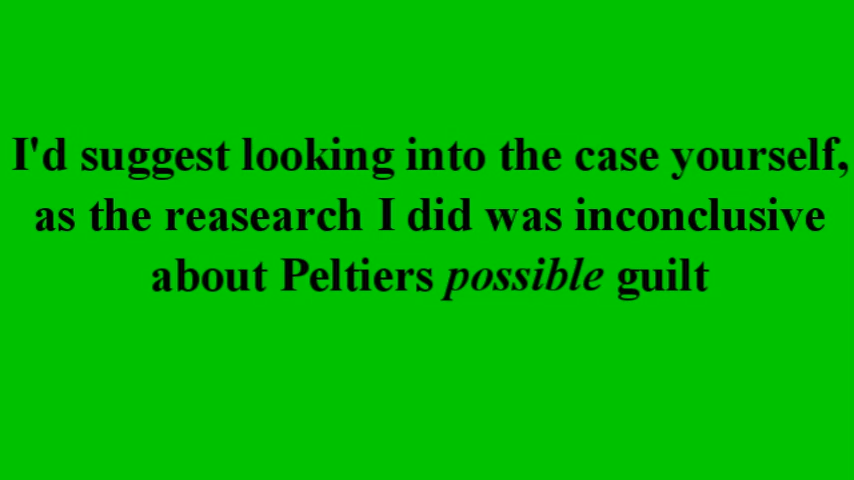 I'd suggest looking into the case yourself,
as the reasearch I did was inconclusive
about Peltiers possible guilt